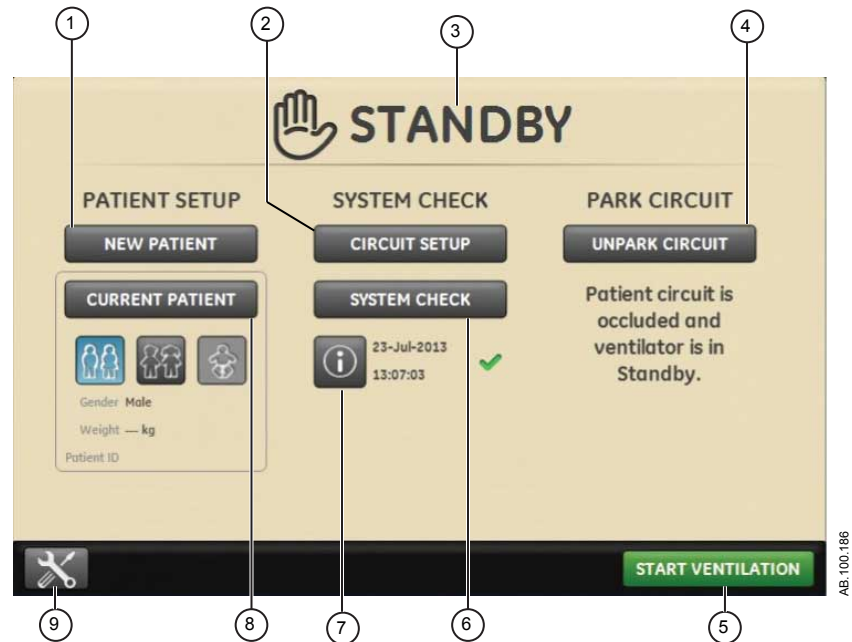 1
2
3
4
STANDBY
PATIENT SETUP
SYSTEM CHECK
PARK CIRCUIT
NEW PATIENT
CIRCUIT SETUP
UNPARK CIRCUIT
CURRENT PATIENT
SYSTEM CHECK
Patient circuit is
occluded and
ventilator is in
Standby.
23-Jul-2013
13:07:03
Gender Male
Weight — kg
Patient ID
START VENTILATION
AB.100.186
9
8
7
6
5